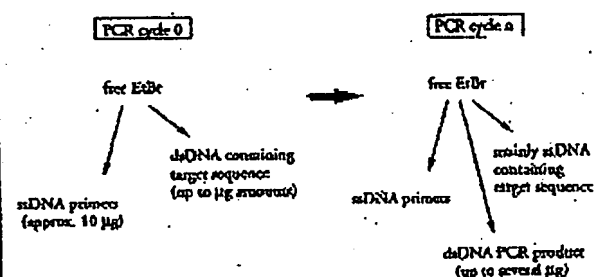 PCR cycle 0
free EtBr
ssDNA primers
(approx. 10 µg)
dsDNA containing
target sequence
(up to µg amounts)
PCR cycle n
free EtBr
ssDNA primers
mainly ssDNA
containing
target sequence
dsDNA PCR product
(up to several µg)